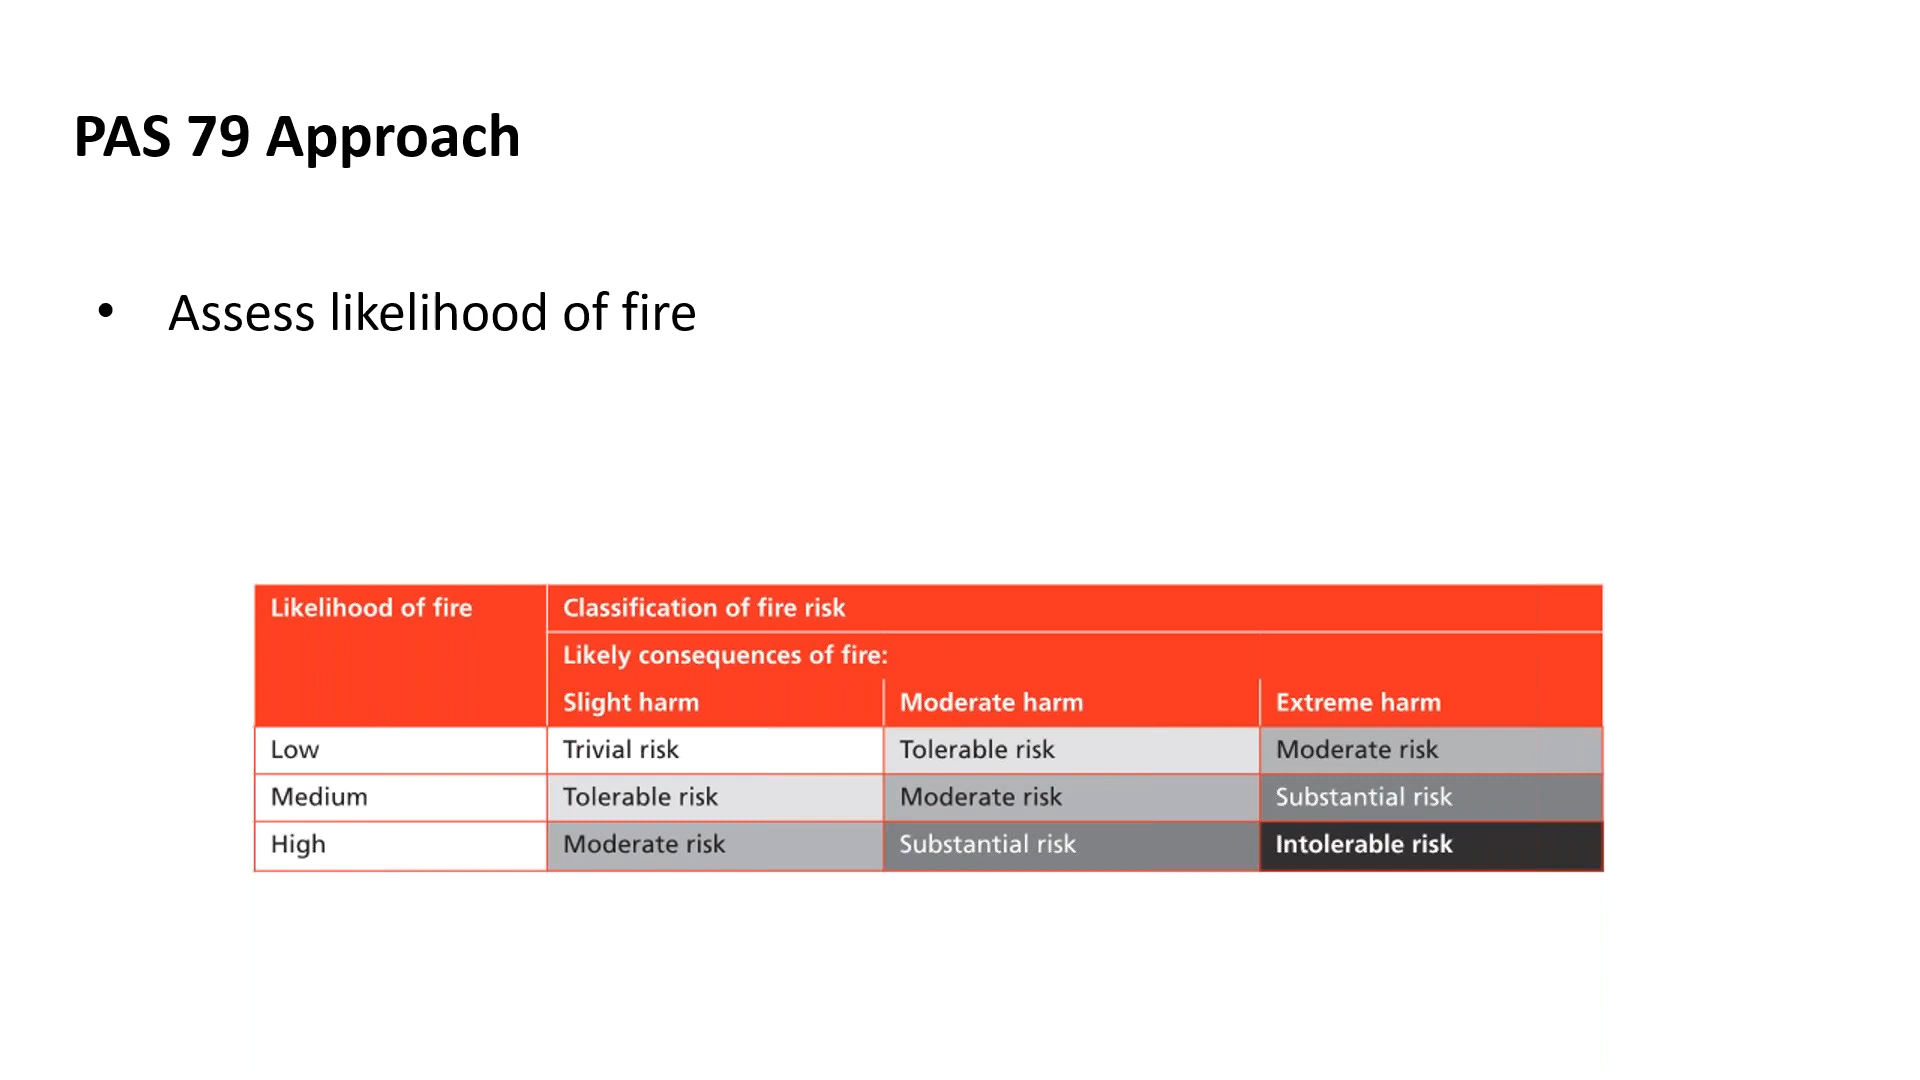 PAS 79 Approach
• Assess likelihood of fire
Likelihood of fire Classification of fire risk
Likely consequences of fire:
Slight harm Moderate harm Extreme harm
Low Trivial risk Tolerable risk Moderate risk
Medium Tolerable risk Moderate risk Substantial risk
High Moderate risk Substantial risk Intolerable risk